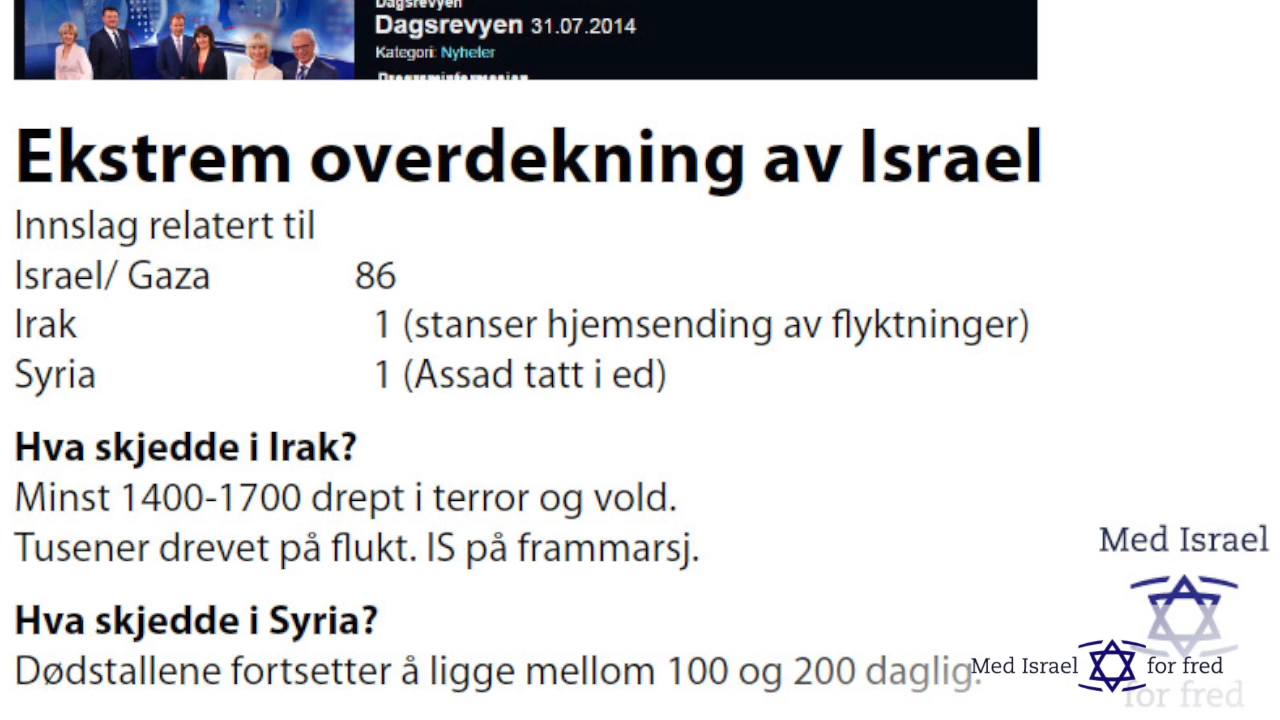 Dagsrevyen
Dagsrevyen 31.07.2014
Kategori: Nyheter
Programinformasjon
Ekstrem overdekning av Israel
Innslag relatert til
Israel/ Gaza 86
Irak 1 (stanser hjemsending av flyktninger)
Syria 1 (Assad tatt i ed)
Hva skjedde i Irak?
Minst 1400-1700 drept i terror og vold.
Tusener drevet på flukt. IS på frammarsj.
Hva skjedde i Syria?
Dødstallene fortsetter å ligge mellom 100 og 200 daglig.
Med Israel
for fred
Med Israel for fred